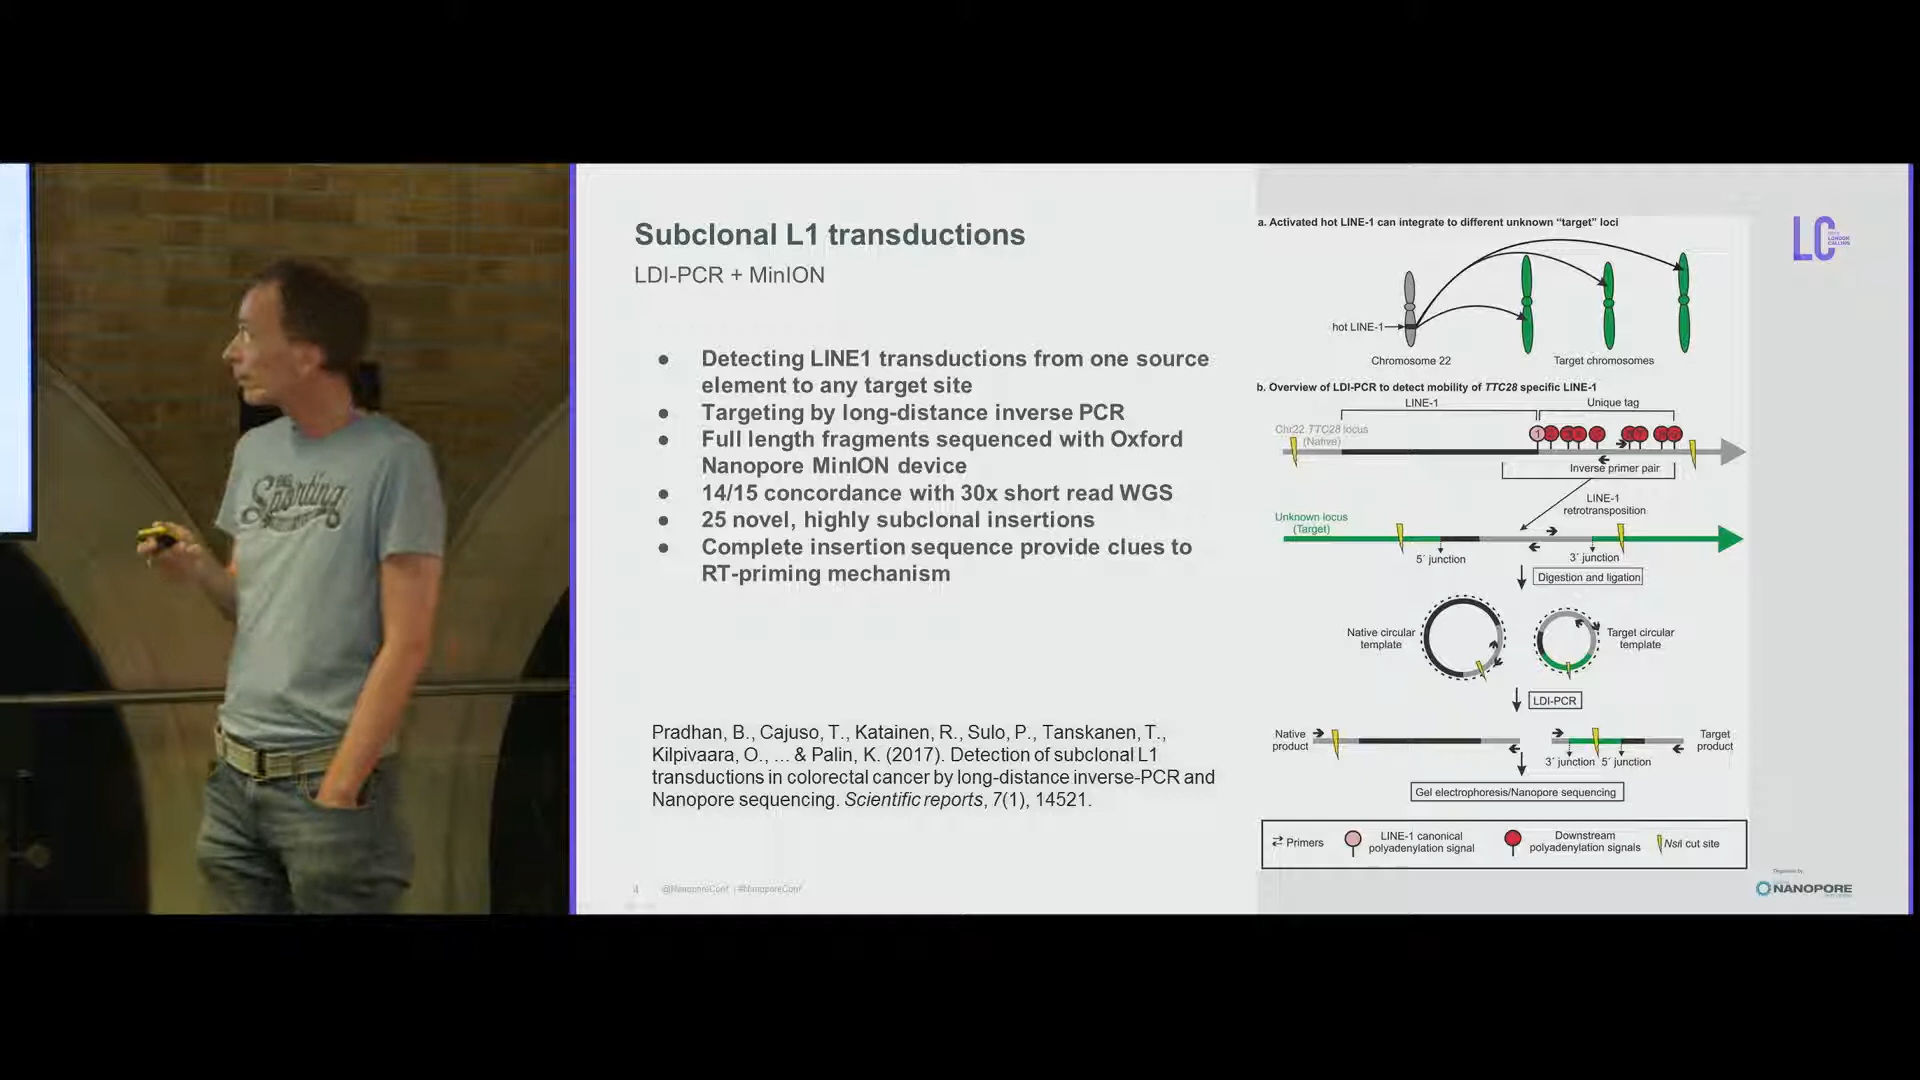 Sporting
Subclonal L1 transductions
LDI-PCR + MinION
● Detecting LINE1 transductions from one source
element to any target site
● Targeting by long-distance inverse PCR
● Full length fragments sequenced with Oxford
Nanopore MinION device
● 14/15 concordance with 30x short read WGS
● 25 novel, highly subclonal insertions
● Complete insertion sequence provide clues to
RT-priming mechanism
Pradhan, B., Cajuso, T., Katainen, R., Sulo, P., Tanskanen, T.,
Kilpivaara, O., ... & Palin, K. (2017). Detection of subclonal L1
transductions in colorectal cancer by long-distance inverse-PCR and
Nanopore sequencing. Scientific reports, 7(1), 14521.
4 @NanoporeConf | #NanoporeConf
a. Activated hot LINE-1 can integrate to different unknown “target” loci
hot LINE-1
Chromosome 22
Target chromosomes
b. Overview of LDI-PCR to detect mobility of TTC28 specific LINE-1
LINE-1
Unique tag
Chr22 TTC28 locus
(Native)
1
Inverse primer pair
LINE-1
retrotransposition
Unknown locus
(Target)
5´ junction
3´ junction
Digestion and ligation
Native circular
template
Target circular
template
LDI-PCR
Native
product
Target
product
3´ junction
5´ junction
Gel electrophoresis/Nanopore sequencing
Primers
LINE-1 canonical
polyadenylation signal
Downstream
polyadenylation signals
NsiI cut site
LC
LONDON
CALLING
Organised by
NANOPORE